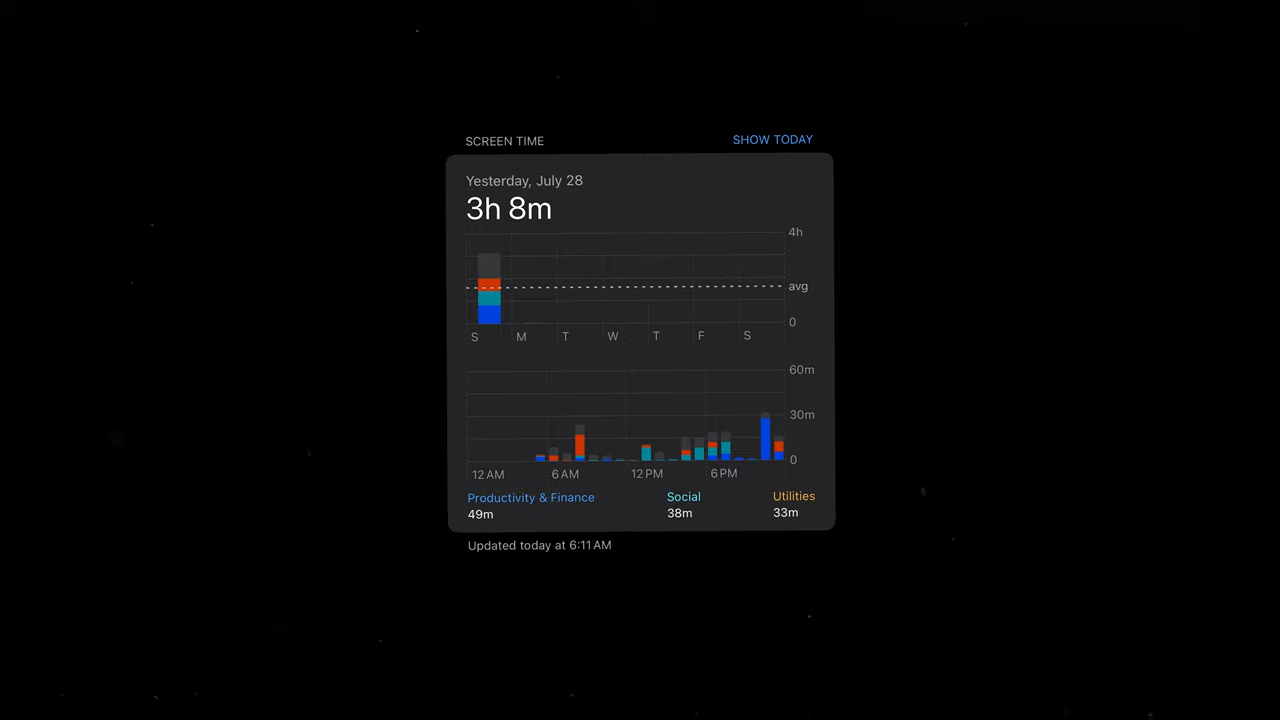 SCREEN TIME SHOW TODAY
Yesterday, July 28
3h 8m
4h
avg
0
S M T W T F S
60m
30m
0
12 AM 6 AM 12 PM 6 PM
Productivity & Finance Social Utilities
49m 38m 33m
Updated today at 6:11 AM